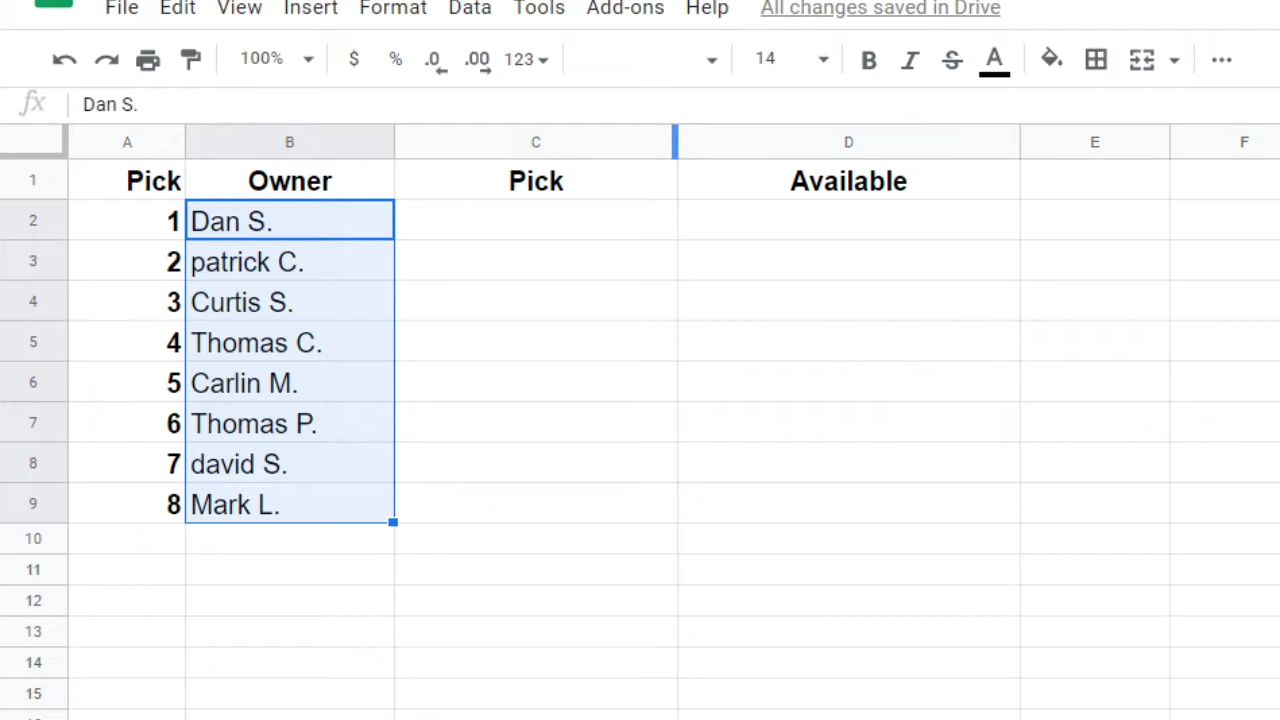 File Edit View Insert Format Data Tools Add-ons Help All changes saved in Drive
100% $ % .0 .00 123 14 B I S A ...
fx Dan S.
A B C D E F
1 Pick Owner Pick Available
2 1 Dan S.
3 2 patrick C.
4 3 Curtis S.
5 4 Thomas C.
6 5 Carlin M.
7 6 Thomas P.
8 7 david S.
9 8 Mark L.
10
11
12
13
14
15